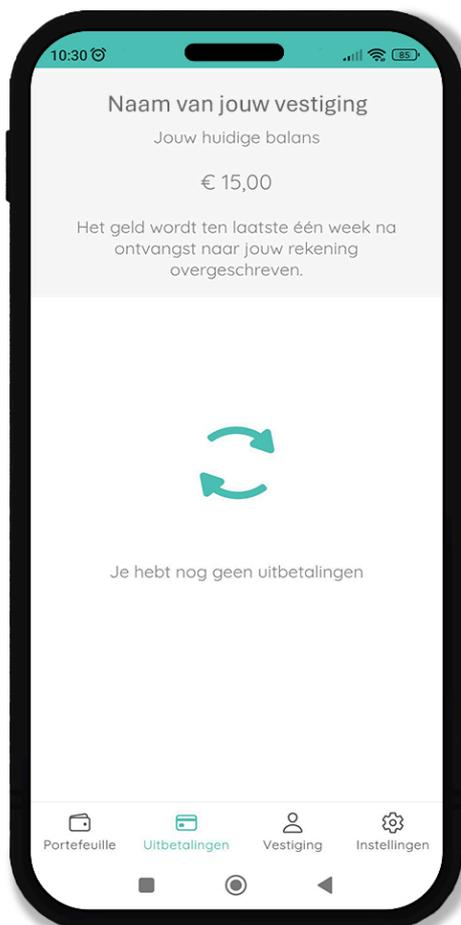 10:30
85
Naam van jouw vestiging
Jouw huidige balans
€ 15,00
Het geld wordt ten laatste één week na
ontvangst naar jouw rekening
overgeschreven.
Je hebt nog geen uitbetalingen
Portefeuille Uitbetalingen Vestiging Instellingen